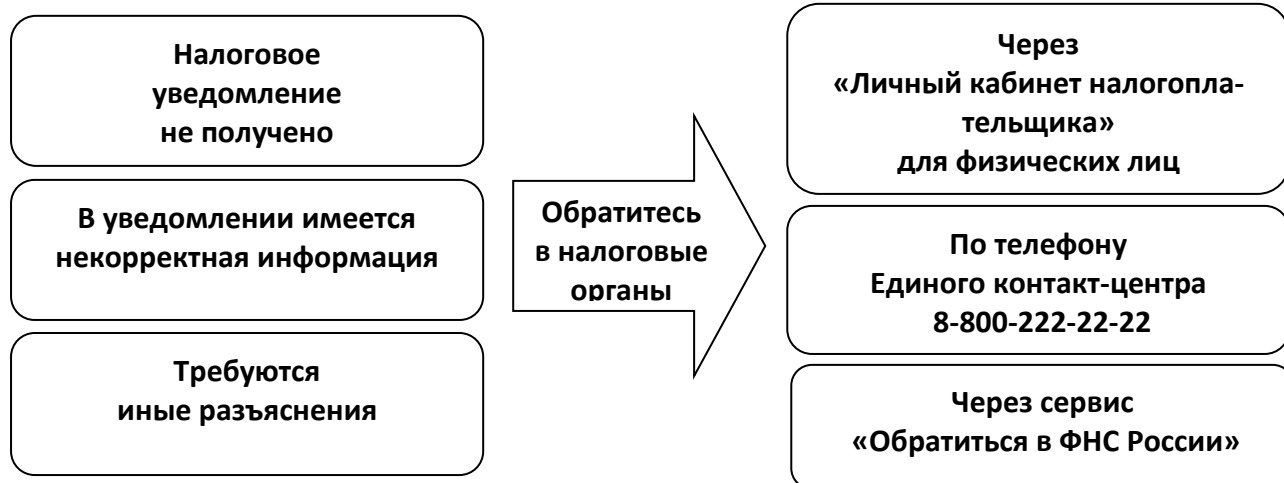 Налоговое
уведомление
не получено
В уведомлении имеется
некорректная информация
Требуются
иные разъяснения
Обратитесь
в налоговые
органы
Через
«Личный кабинет налогопла-
тельщика»
для физических лиц
По телефону
Единого контакт-центра
8-800-222-22-22
Через сервис
«Обратиться в ФНС России»